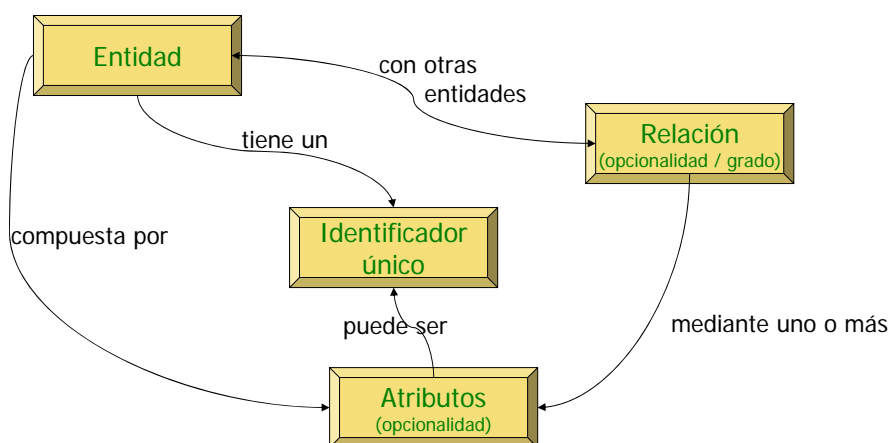 Entidad
con otras
entidades
Relación
(opcionalidad / grado)
tiene un
Identificador
único
compuesta por
puede ser
mediante uno o más
Atributos
(opcionalidad)